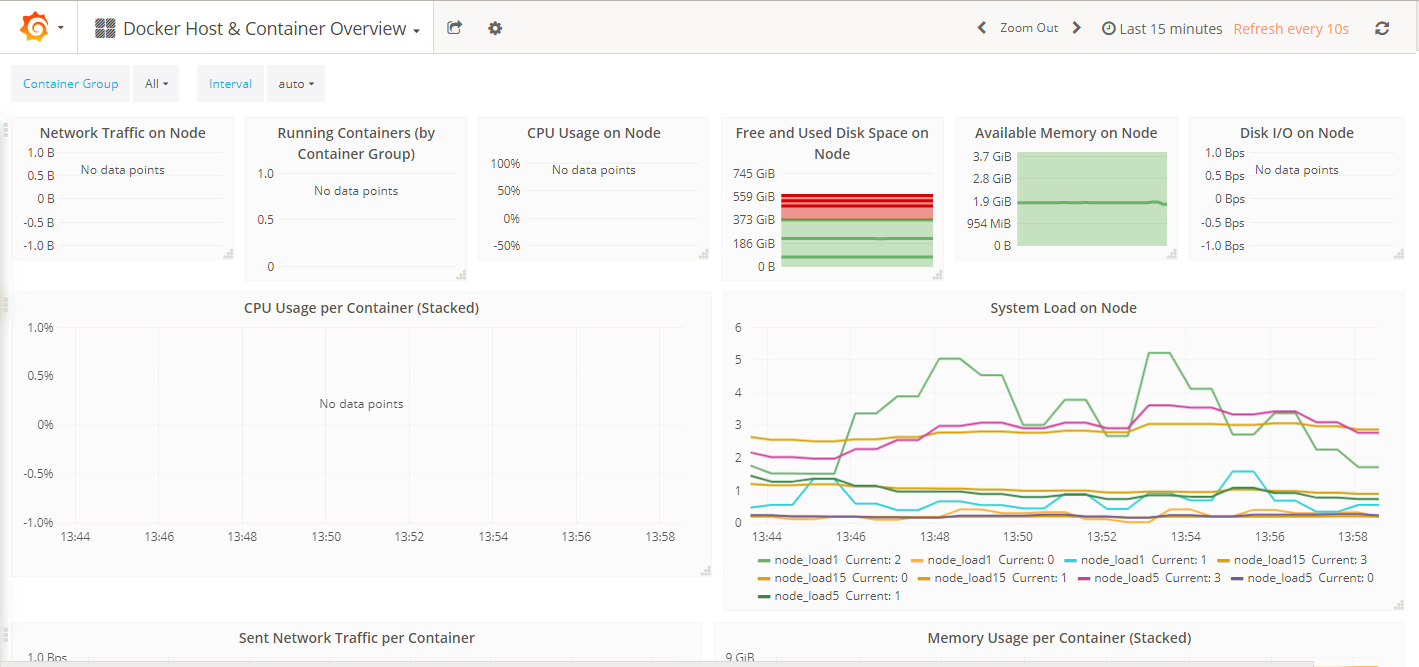 Docker Host & Container Overview
Zoom Out
Last 15 minutes
Refresh every 10s
Container Group
All
Interval
auto
Network Traffic on Node
1.0 B
0.5 B
0 B
-0.5 B
-1.0 B
No data points
Running Containers (by
Container Group)
1.0
0.5
0
No data points
CPU Usage on Node
100%
50%
0%
-50%
No data points
Free and Used Disk Space on
Node
745 GiB
559 GiB
373 GiB
186 GiB
0 B
Available Memory on Node
3.7 GiB
2.8 GiB
1.9 GiB
954 MiB
0 B
Disk I/O on Node
1.0 Bps
0.5 Bps
0 Bps
-0.5 Bps
-1.0 Bps
No data points
CPU Usage per Container (Stacked)
1.0%
0.5%
0%
-0.5%
-1.0%
No data points
13:44 13:46 13:48 13:50 13:52 13:54 13:56 13:58
System Load on Node
6
5
4
3
2
1
0
13:44 13:46 13:48 13:50 13:52 13:54 13:56 13:58
node_load1 Current: 2 node_load1 Current: 0 node_load1 Current: 1 node_load15 Current: 3
node_load15 Current: 0 node_load15 Current: 1 node_load5 Current: 3 node_load5 Current: 0
node_load5 Current: 1
Sent Network Traffic per Container
1.0 Bps
Memory Usage per Container (Stacked)
9 GiB